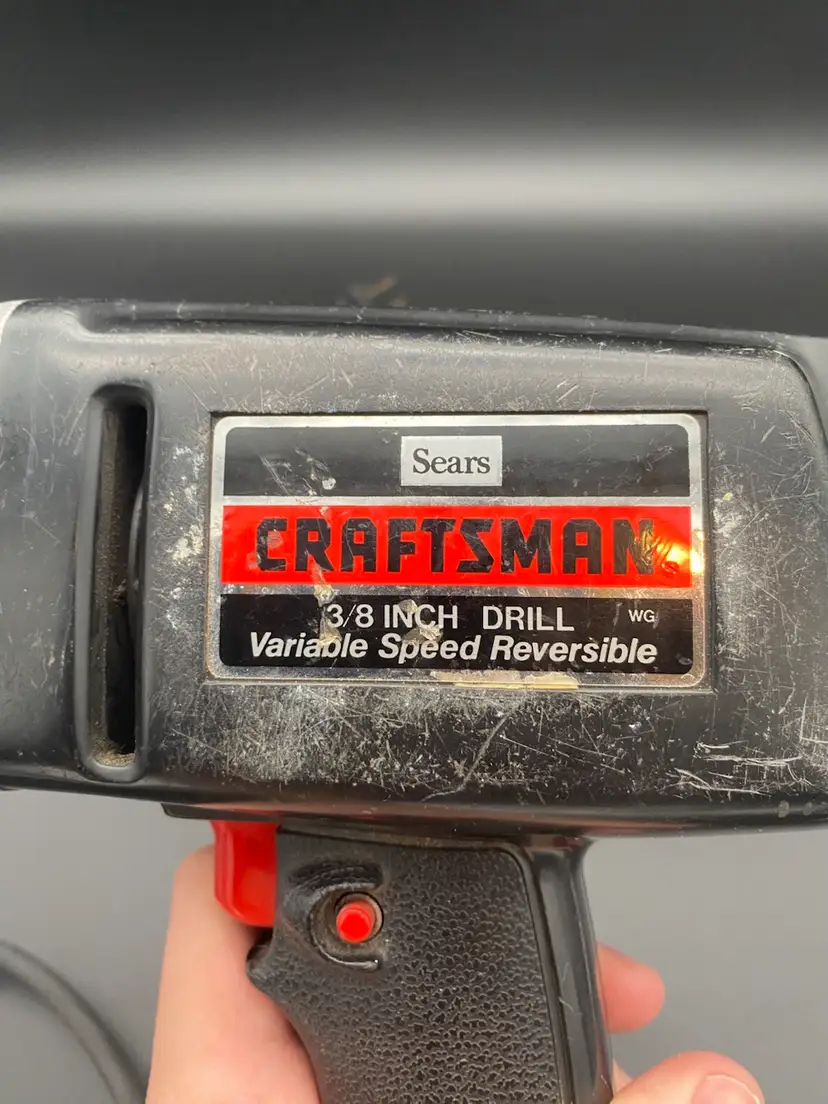 Sears
CRAFTSMAN
3/8 INCH DRILL WG
Variable Speed Reversible